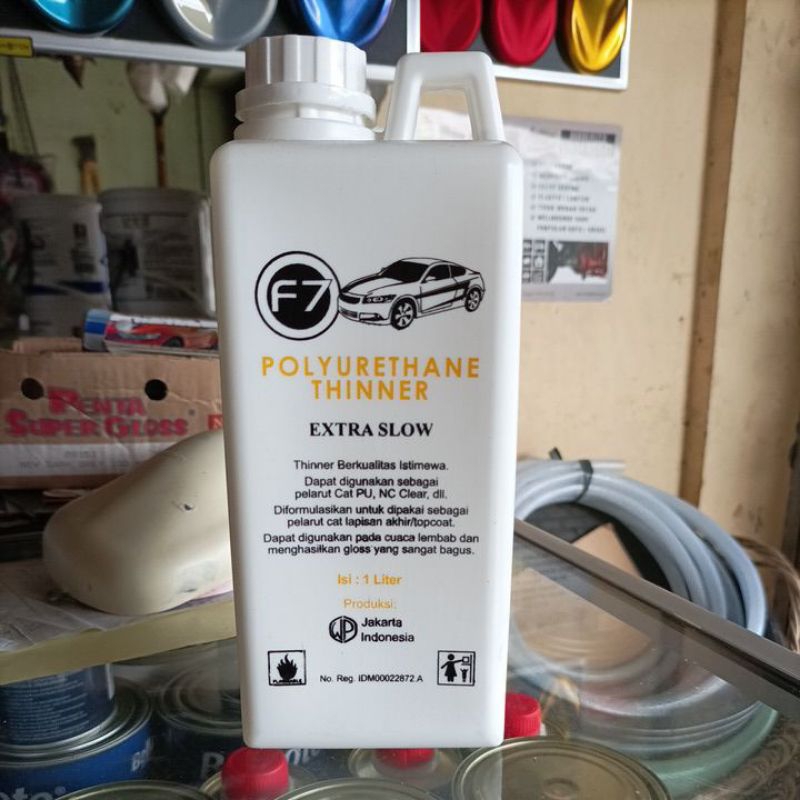 F7
POLYURETHANE
THINNER
EXTRA SLOW
Thinner Berkualitas Istimewa.
Dapat digunakan sebagai
pelarut Cat PU, NC Clear, dll.
Diformulasikan untuk dipakai sebagai
pelarut cat lapisan akhir/topcoat.
Dapat digunakan pada cuaca lembab dan
menghasilkan gloss yang sangat bagus.
Isi : 1 Liter
Produksi:
WP Jakarta
Indonesia
FLAMMABLE
No. Reg. IDM00022872.A
PENTA
SUPER GLOSS